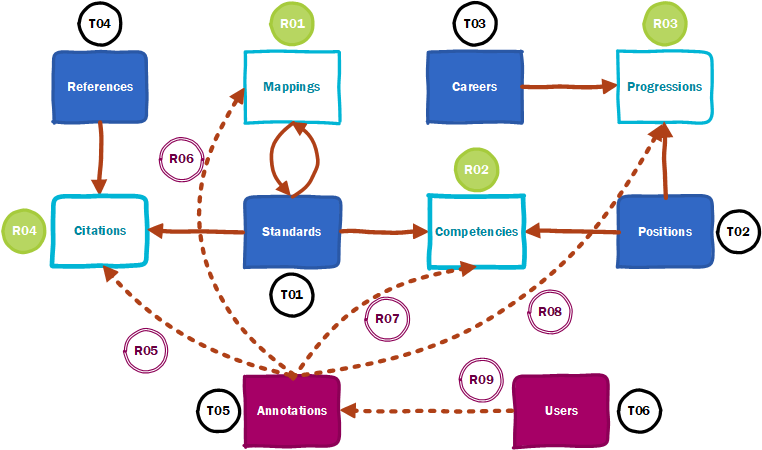 T04
R01
T03
R03
References
Mappings
Careers
Progressions
R06
R02
R04
Citations
Standards
Competencies
Positions
T02
T01
R05
R07
R08
R09
T05
Annotations
Users
T06